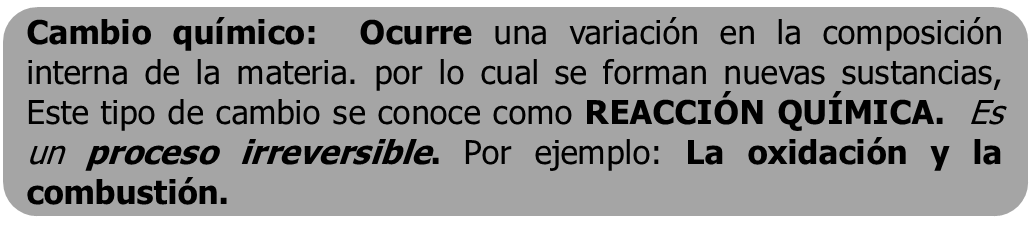 Cambio químico: Ocurre una variación en la composición
interna de la materia. por lo cual se forman nuevas sustancias,
Este tipo de cambio se conoce como REACCIÓN QUÍMICA. Es
un proceso irreversible. Por ejemplo: La oxidación y la
combustión.